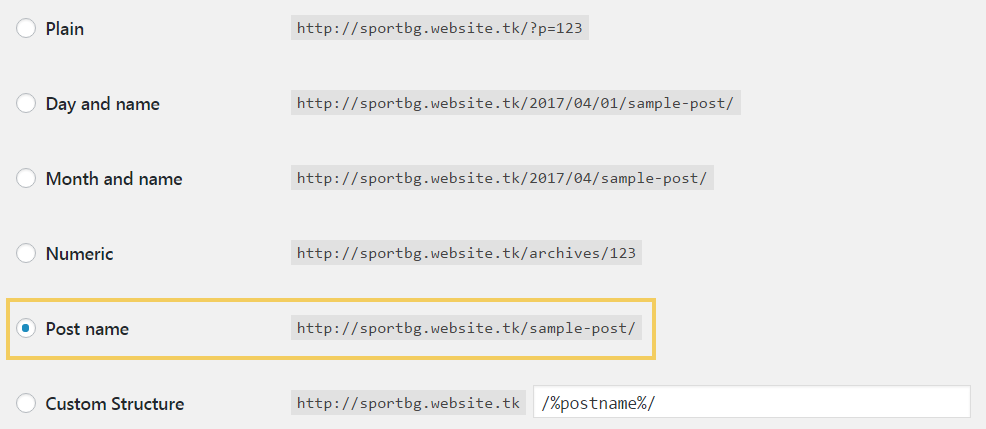 Plain http://sportbg.website.tk/?p=123
Day and name http://sportbg.website.tk/2017/04/01/sample-post/
Month and name http://sportbg.website.tk/2017/04/sample-post/
Numeric http://sportbg.website.tk/archives/123
Post name http://sportbg.website.tk/sample-post/
Custom Structure http://sportbg.website.tk /%postname%/